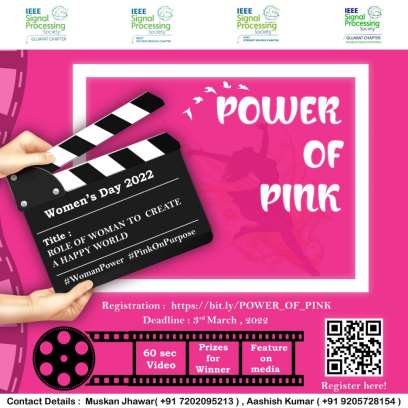 IEEE Signal Processing Society GUJARAT CHAPTER
IEEE Signal Processing Society
IEEE Signal Processing Society
IEEE Signal Processing Society
POWER
OF
PINK
Women's Day 2022
Title :
ROLE OF WOMAN TO CREATE
A HAPPY WORLD
#WomanPower #PinkOnPurpose
Registration : https://bit.ly/POWER_OF_PINK
Deadline : 3rd March , 2022
60 sec
Video
Prizes
for
Winner
Feature
on
media
Register here!
Contact Details : Muskan Jhawar( +91 7202095213 ) , Aashish Kumar ( +91 9205728154 )